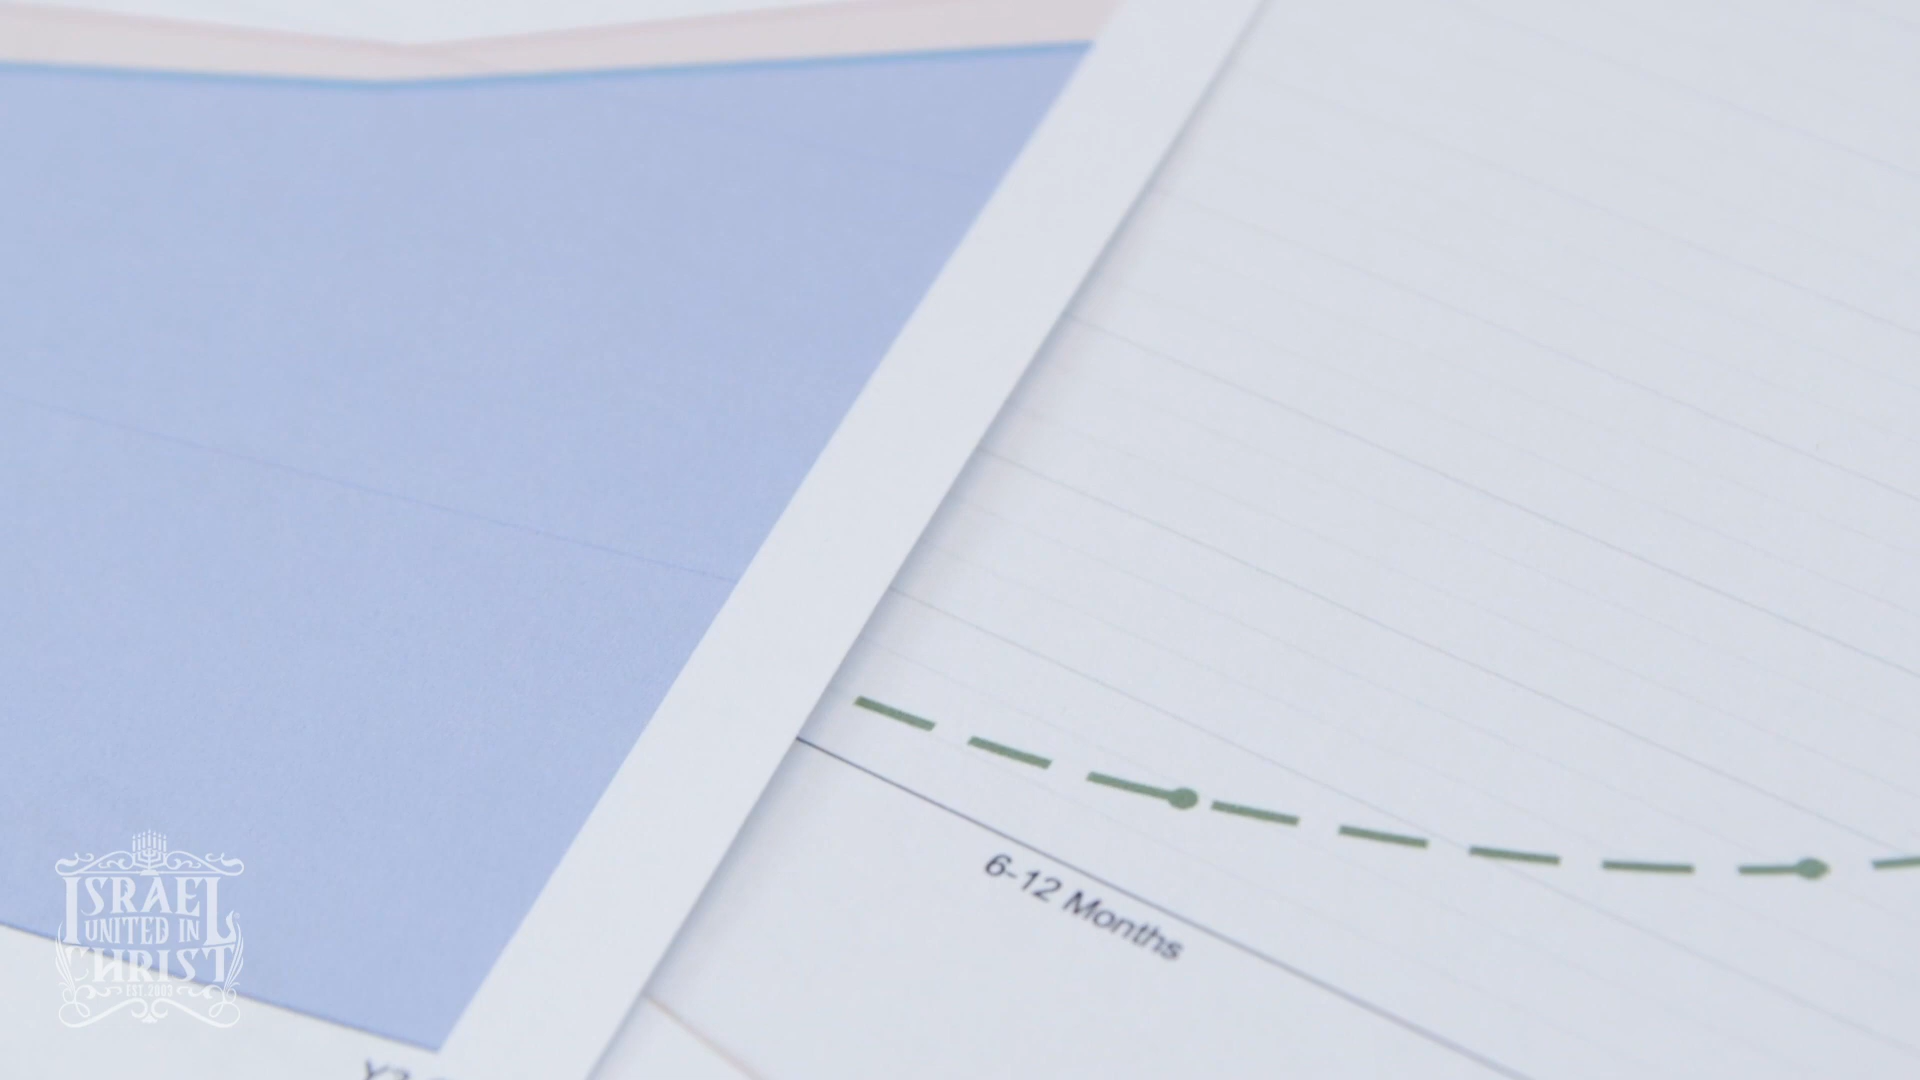 6-12 Months
ISRAEL
UNITED IN
CHRIST
EST.2003